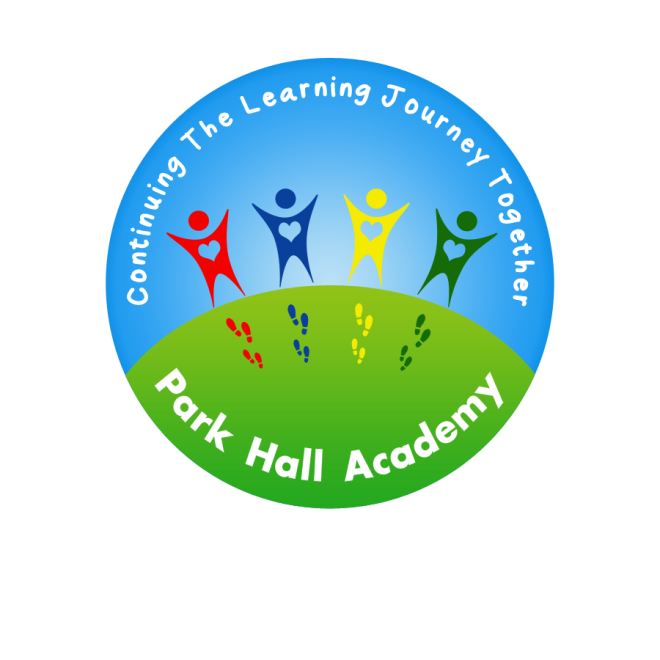 Continuing The Learning Journey Together
Park Hall Academy